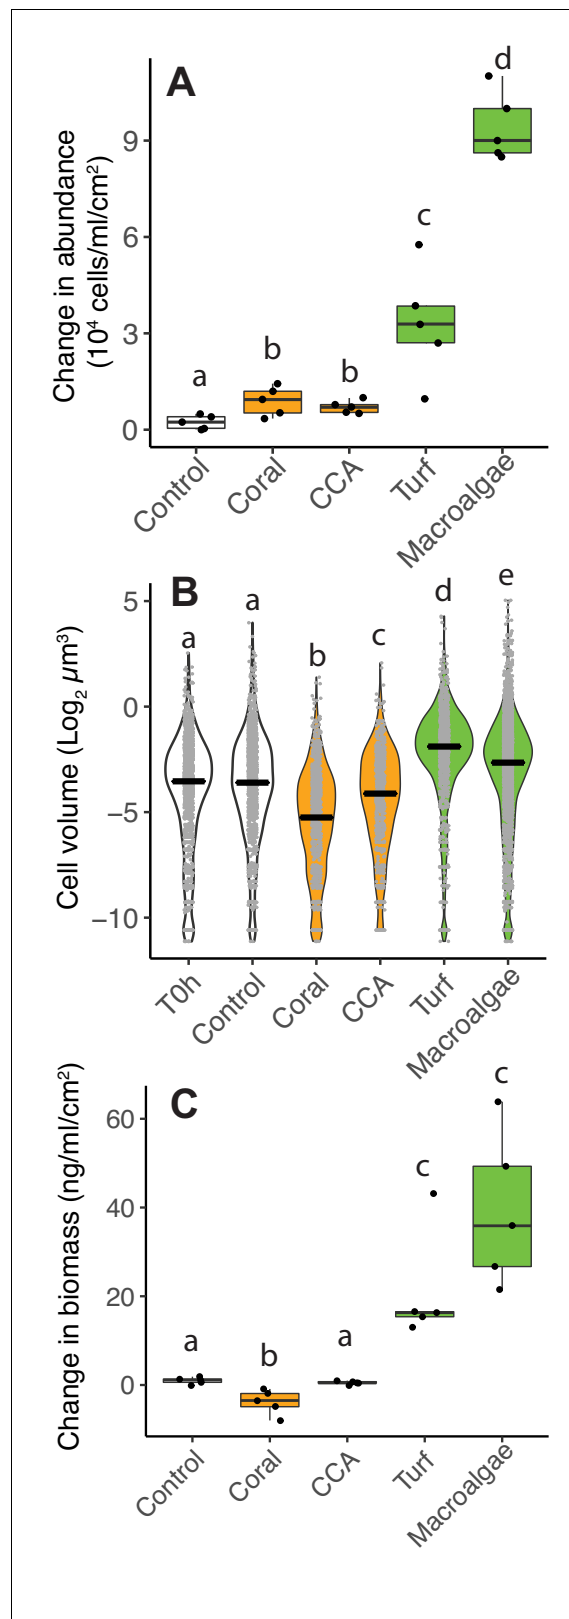 A
Change in abundance
(10⁴ cells/ml/cm²)
9
6
3
0
a
b
b
c
d
Control
Coral
CCA
Turf
Macroalgae
B
Cell volume (Log₂ µm³)
5
0
−5
−10
a
a
b
c
d
e
T0h
Control
Coral
CCA
Turf
Macroalgae
C
Change in biomass (ng/ml/cm²)
60
40
20
0
a
b
a
c
c
Control
Coral
CCA
Turf
Macroalgae